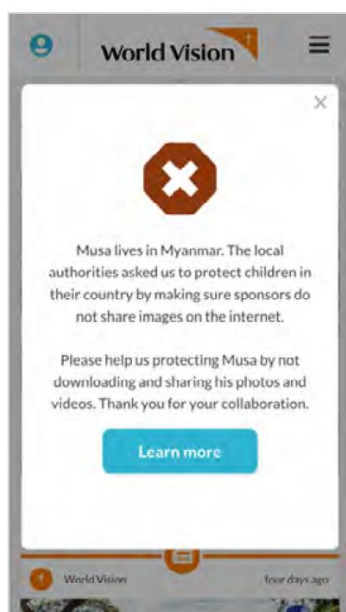 World Vision
Musa lives in Myanmar. The local
authorities asked us to protect children in
their country by making sure sponsors do
not share images on the internet.
Please help us protecting Musa by not
downloading and sharing his photos and
videos. Thank you for your collaboration.
Learn more
World Vision four days ago